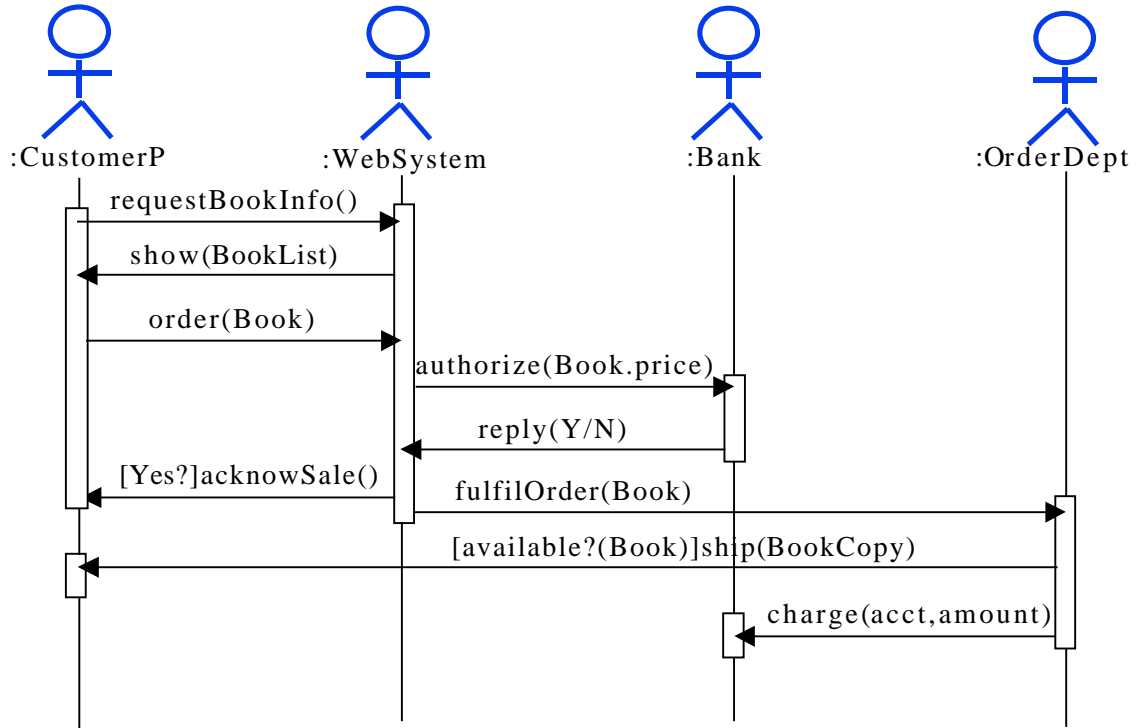 :CustomerP
:WebSystem
:Bank
:OrderDept
requestBookInfo()
show(BookList)
order(Book)
authorize(Book.price)
reply(Y/N)
[Yes?]acknowSale()
fulfilOrder(Book)
[available?(Book)]ship(BookCopy)
charge(acct,amount)